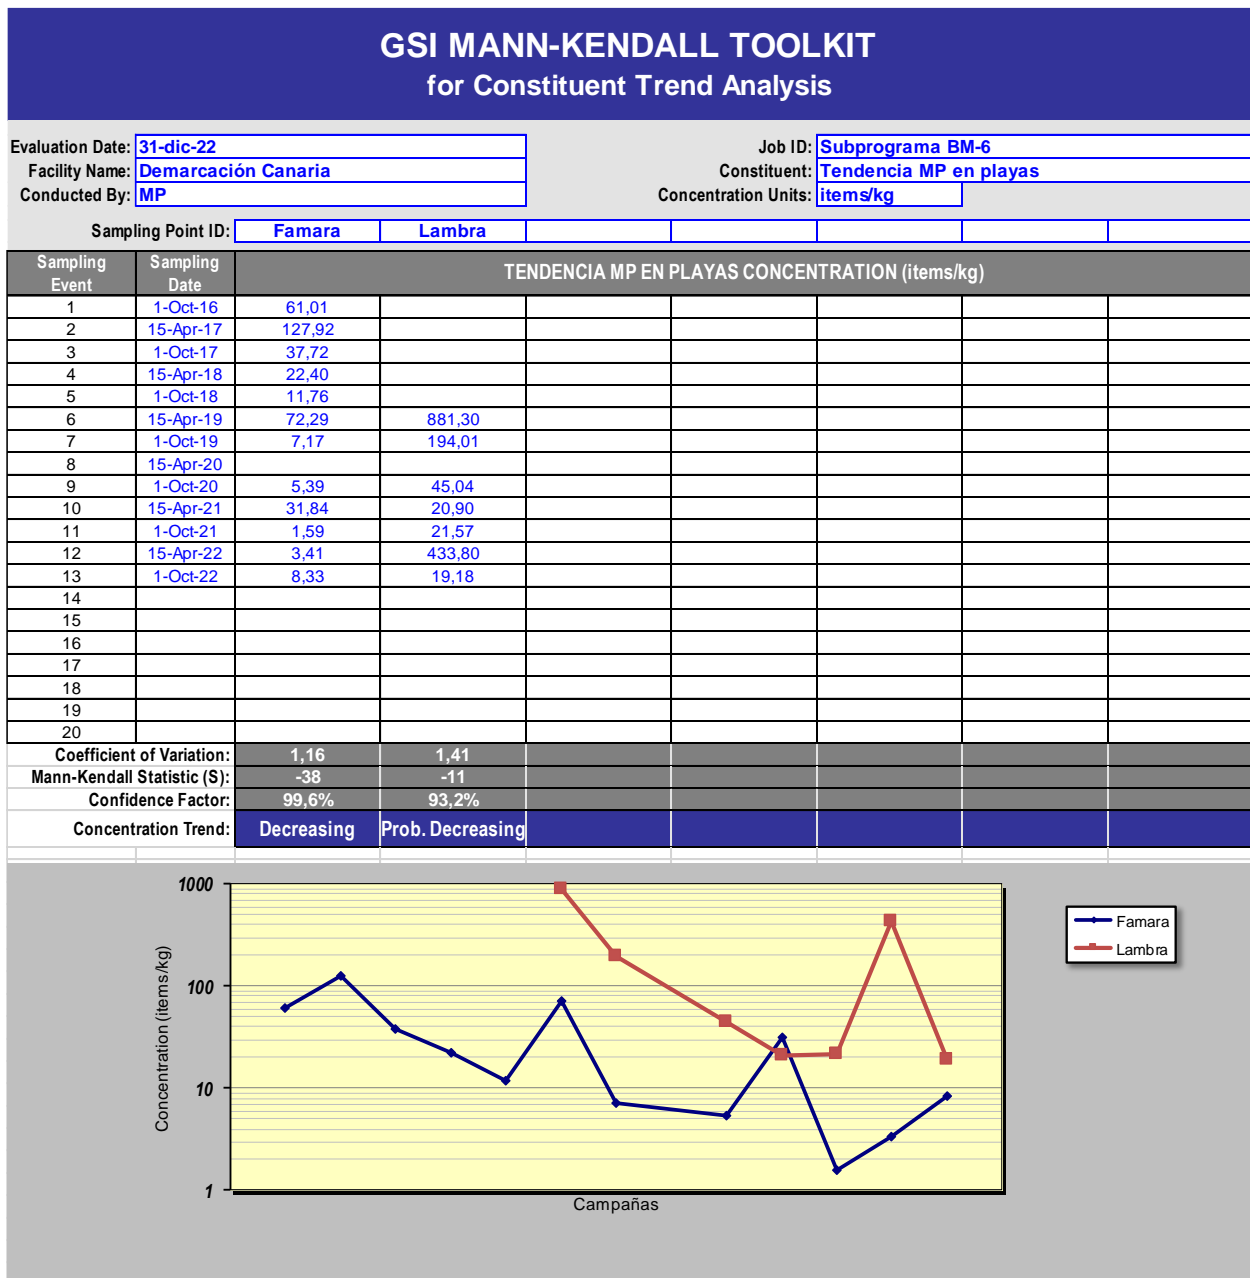 GSI MANN-KENDALL TOOLKIT
for Constituent Trend Analysis
Evaluation Date: 31-dic-22 Job ID: Subprograma BM-6
Facility Name: Demarcación Canaria Constituent: Tendencia MP en playas
Conducted By: MP Concentration Units: items/kg
Sampling Point ID: Famara Lambra
Sampling Event Sampling Date TENDENCIA MP EN PLAYAS CONCENTRATION (items/kg)
1 1-Oct-16 61,01
2 15-Apr-17 127,92
3 1-Oct-17 37,72
4 15-Apr-18 22,40
5 1-Oct-18 11,76
6 15-Apr-19 72,29 881,30
7 1-Oct-19 7,17 194,01
8 15-Apr-20
9 1-Oct-20 5,39 45,04
10 15-Apr-21 31,84 20,90
11 1-Oct-21 1,59 21,57
12 15-Apr-22 3,41 433,80
13 1-Oct-22 8,33 19,18
14
15
16
17
18
19
20
Coefficient of Variation: 1,16 1,41
Mann-Kendall Statistic (S): -38 -11
Confidence Factor: 99,6% 93,2%
Concentration Trend: Decreasing Prob. Decreasing
1000
100
10
1
Concentration (items/kg)
Campañas
Famara
Lambra